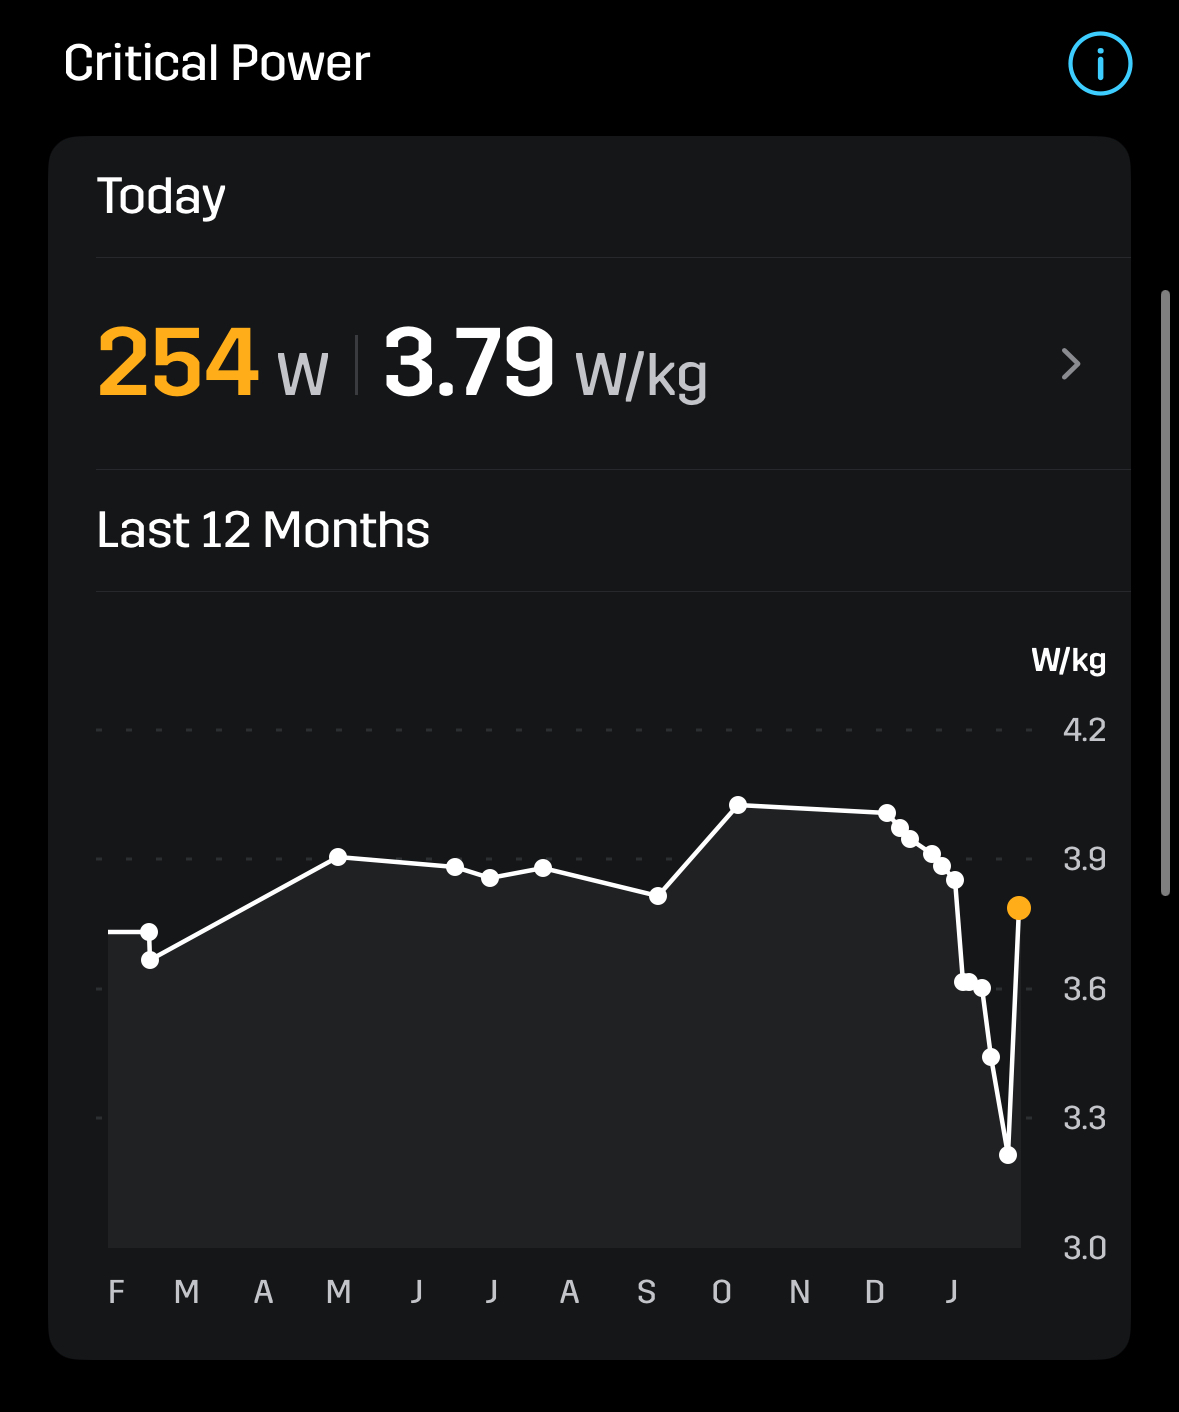 Critical Power
Today
254 W 3.79 W/kg
Last 12 Months
W/kg
4.2
3.9
3.6
3.3
3.0
F M A M J J A S O N D J